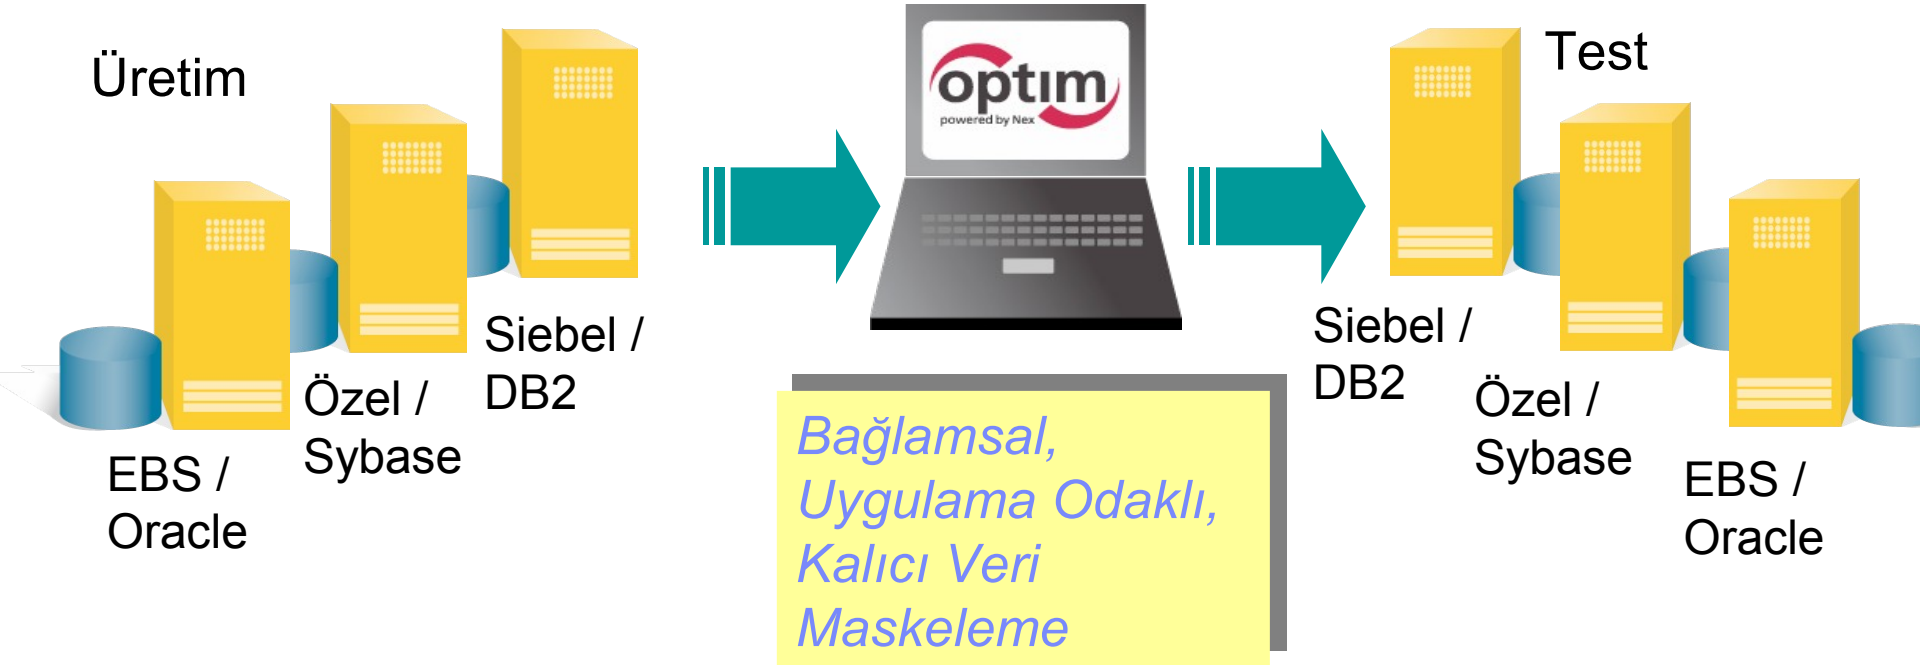 Üretim
EBS /
Oracle
Özel /
Sybase
Siebel /
DB2
optım
powered by Nex
Bağlamsal,
Uygulama Odaklı,
Kalıcı Veri
Maskeleme
Test
Siebel /
DB2
Özel /
Sybase
EBS /
Oracle